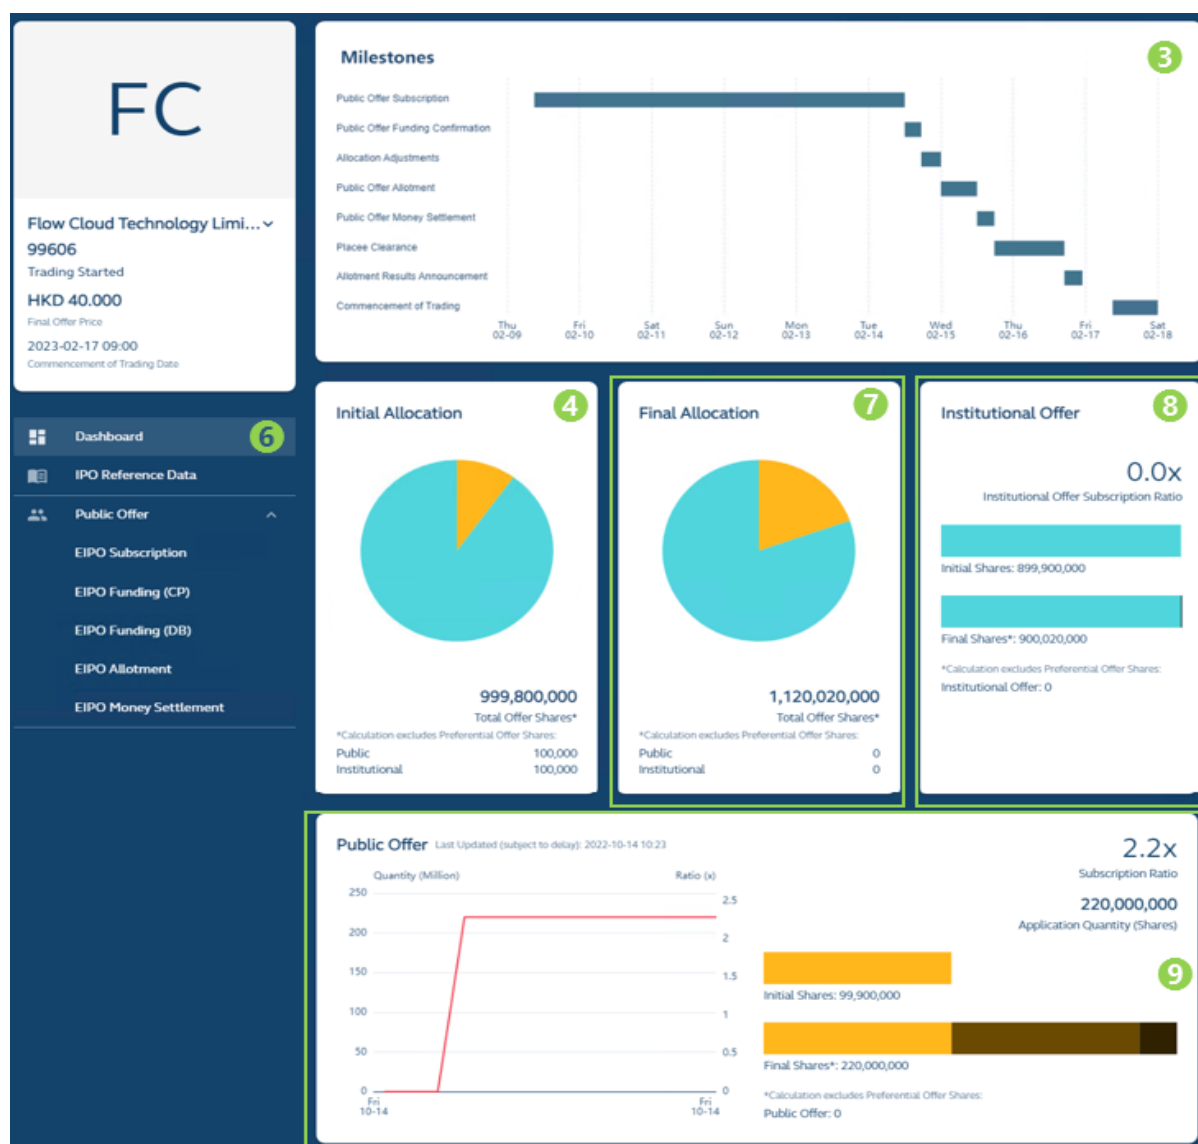 FC
Flow Cloud Technology Limi...
99606
Trading Started
HKD 40.000
Final Offer Price
2023-02-17 09:00
Commencement of Trading Date
Dashboard
6
IPO Reference Data
Public Offer
EIPO Subscription
EIPO Funding (CP)
EIPO Funding (DB)
EIPO Allotment
EIPO Money Settlement
Milestones
3
Public Offer Subscription
Public Offer Funding Confirmation
Allocation Adjustments
Public Offer Allotment
Public Offer Money Settlement
Placee Clearance
Allotment Results Announcement
Commencement of Trading
Thu Fri Sat Sun Mon Tue Wed Thu Fri Sat
02-09 02-10 02-11 02-12 02-13 02-14 02-15 02-16 02-17 02-18
Initial Allocation
4
999,800,000
Total Offer Shares*
*Calculation excludes Preferential Offer Shares:
Public 100,000
Institutional 100,000
Final Allocation
7
1,120,020,000
Total Offer Shares*
*Calculation excludes Preferential Offer Shares:
Public 0
Institutional 0
Institutional Offer
8
0.0x
Institutional Offer Subscription Ratio
Initial Shares: 899,900,000
Final Shares*: 900,020,000
*Calculation excludes Preferential Offer Shares:
Institutional Offer: 0
Public Offer Last Updated (subject to delay): 2022-10-14 10:23
Quantity (Million) Ratio (x)
250
2.5
200
2
150
1.5
100
1
50
0.5
0 0
Fri Fri
10-14 10-14
2.2x
Subscription Ratio
220,000,000
Application Quantity (Shares)
9
Initial Shares: 99,900,000
Final Shares*: 220,000,000
*Calculation excludes Preferential Offer Shares:
Public Offer: 0